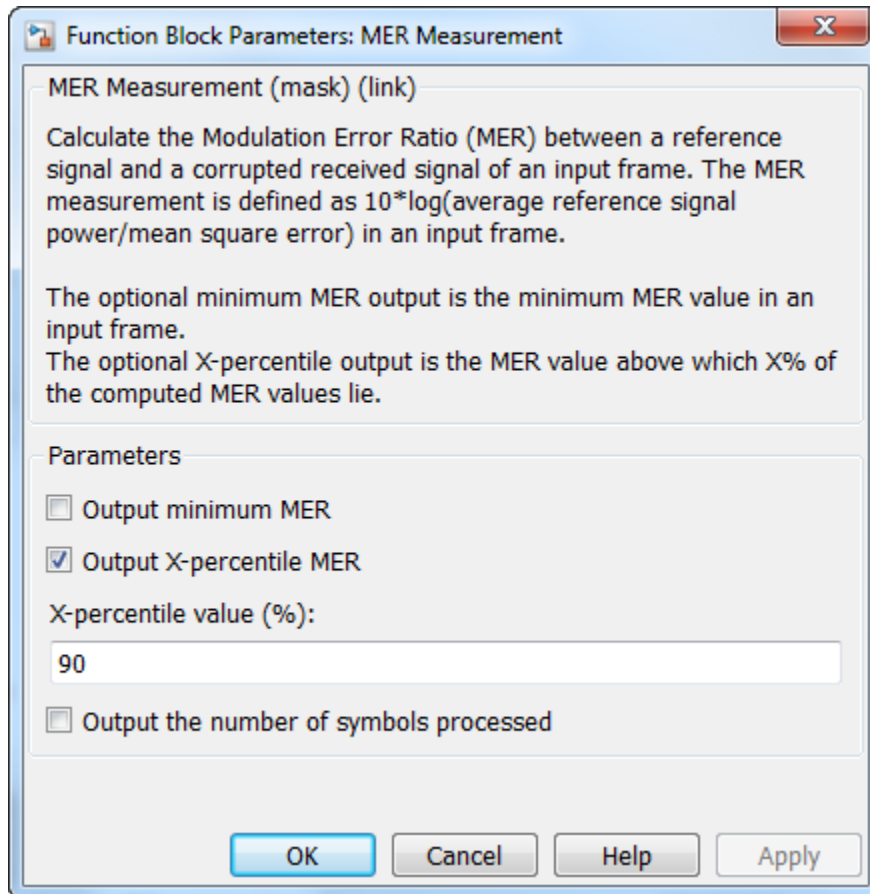 Function Block Parameters: MER Measurement
MER Measurement (mask) (link)
Calculate the Modulation Error Ratio (MER) between a reference
signal and a corrupted received signal of an input frame. The MER
measurement is defined as 10*log(average reference signal
power/mean square error) in an input frame.
The optional minimum MER output is the minimum MER value in an
input frame.
The optional X-percentile output is the MER value above which X% of
the computed MER values lie.
Parameters
Output minimum MER
Output X-percentile MER
X-percentile value (%):
90
Output the number of symbols processed
OK Cancel Help Apply